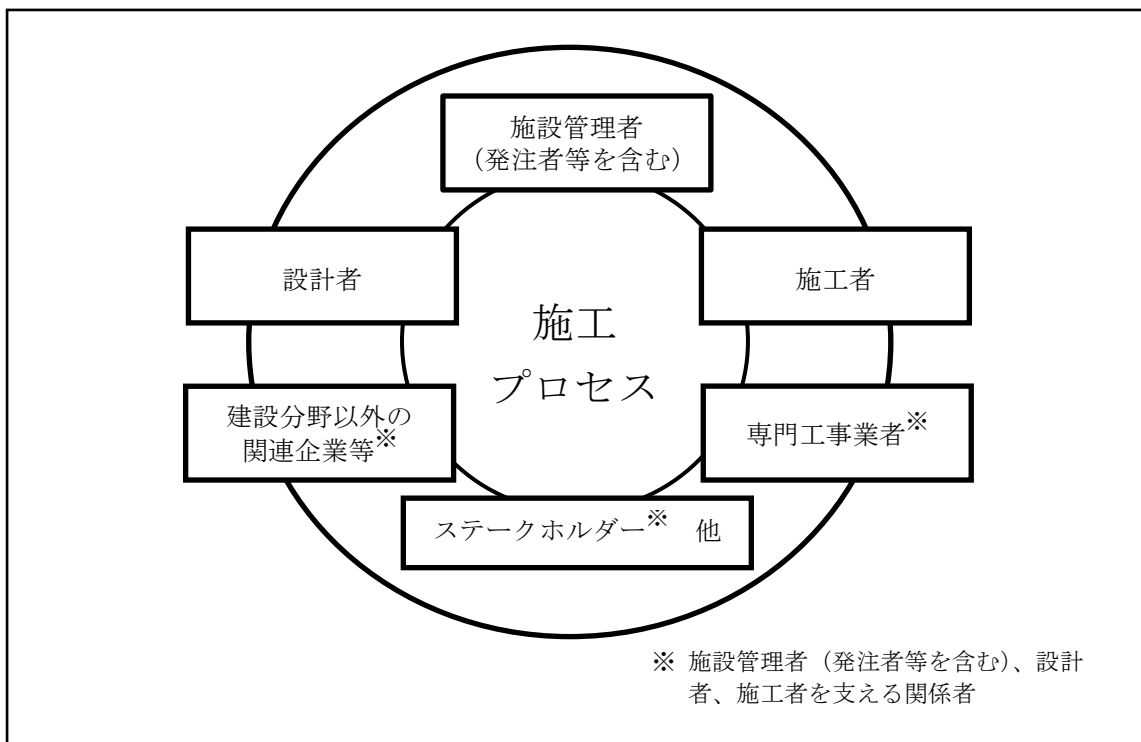 施設管理者
（発注者等を含む）
設計者
施工者
施工
プロセス
建設分野以外の
関連企業等※
専門工事業者※
ステークホルダー※　他
※ 施設管理者（発注者等を含む）、設計
者、施工者を支える関係者